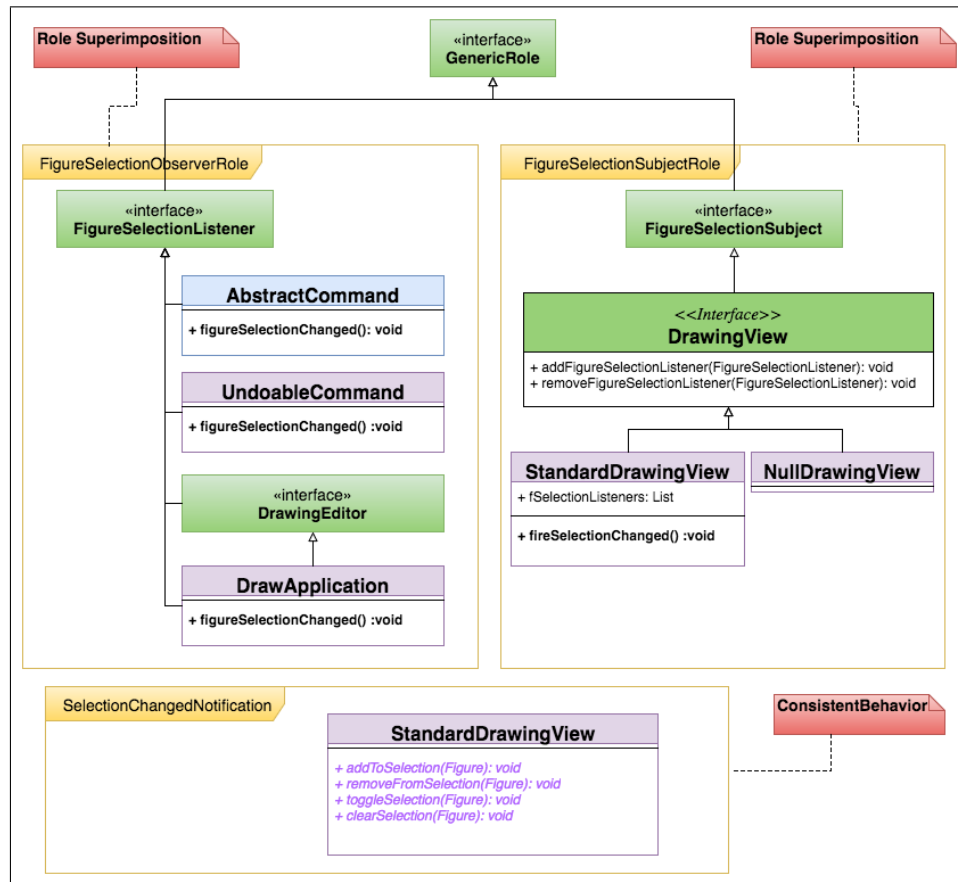 Role Superimposition
«interface»
GenericRole
Role Superimposition
FigureSelectionObserverRole
«interface»
FigureSelectionListener
AbstractCommand
+ figureSelectionChanged(): void
UndoableCommand
+ figureSelectionChanged() :void
«interface»
DrawingEditor
DrawApplication
+ figureSelectionChanged() :void
FigureSelectionSubjectRole
«interface»
FigureSelectionSubject
<<Interface>>
DrawingView
+ addFigureSelectionListener(FigureSelectionListener): void
+ removeFigureSelectionListener(FigureSelectionListener): void
StandardDrawingView
+ fSelectionListeners: List
+ fireSelectionChanged() :void
NullDrawingView
SelectionChangedNotification
StandardDrawingView
+ addToSelection(Figure): void
+ removeFromSelection(Figure): void
+ toggleSelection(Figure): void
+ clearSelection(Figure): void
ConsistentBehavior